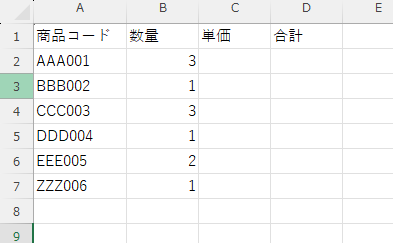 A B C D E
1 商品コード 数量 単価 合計
2 AAA001 3
3 BBB002 1
4 CCC003 3
5 DDD004 1
6 EEE005 2
7 ZZZ006 1
8
9